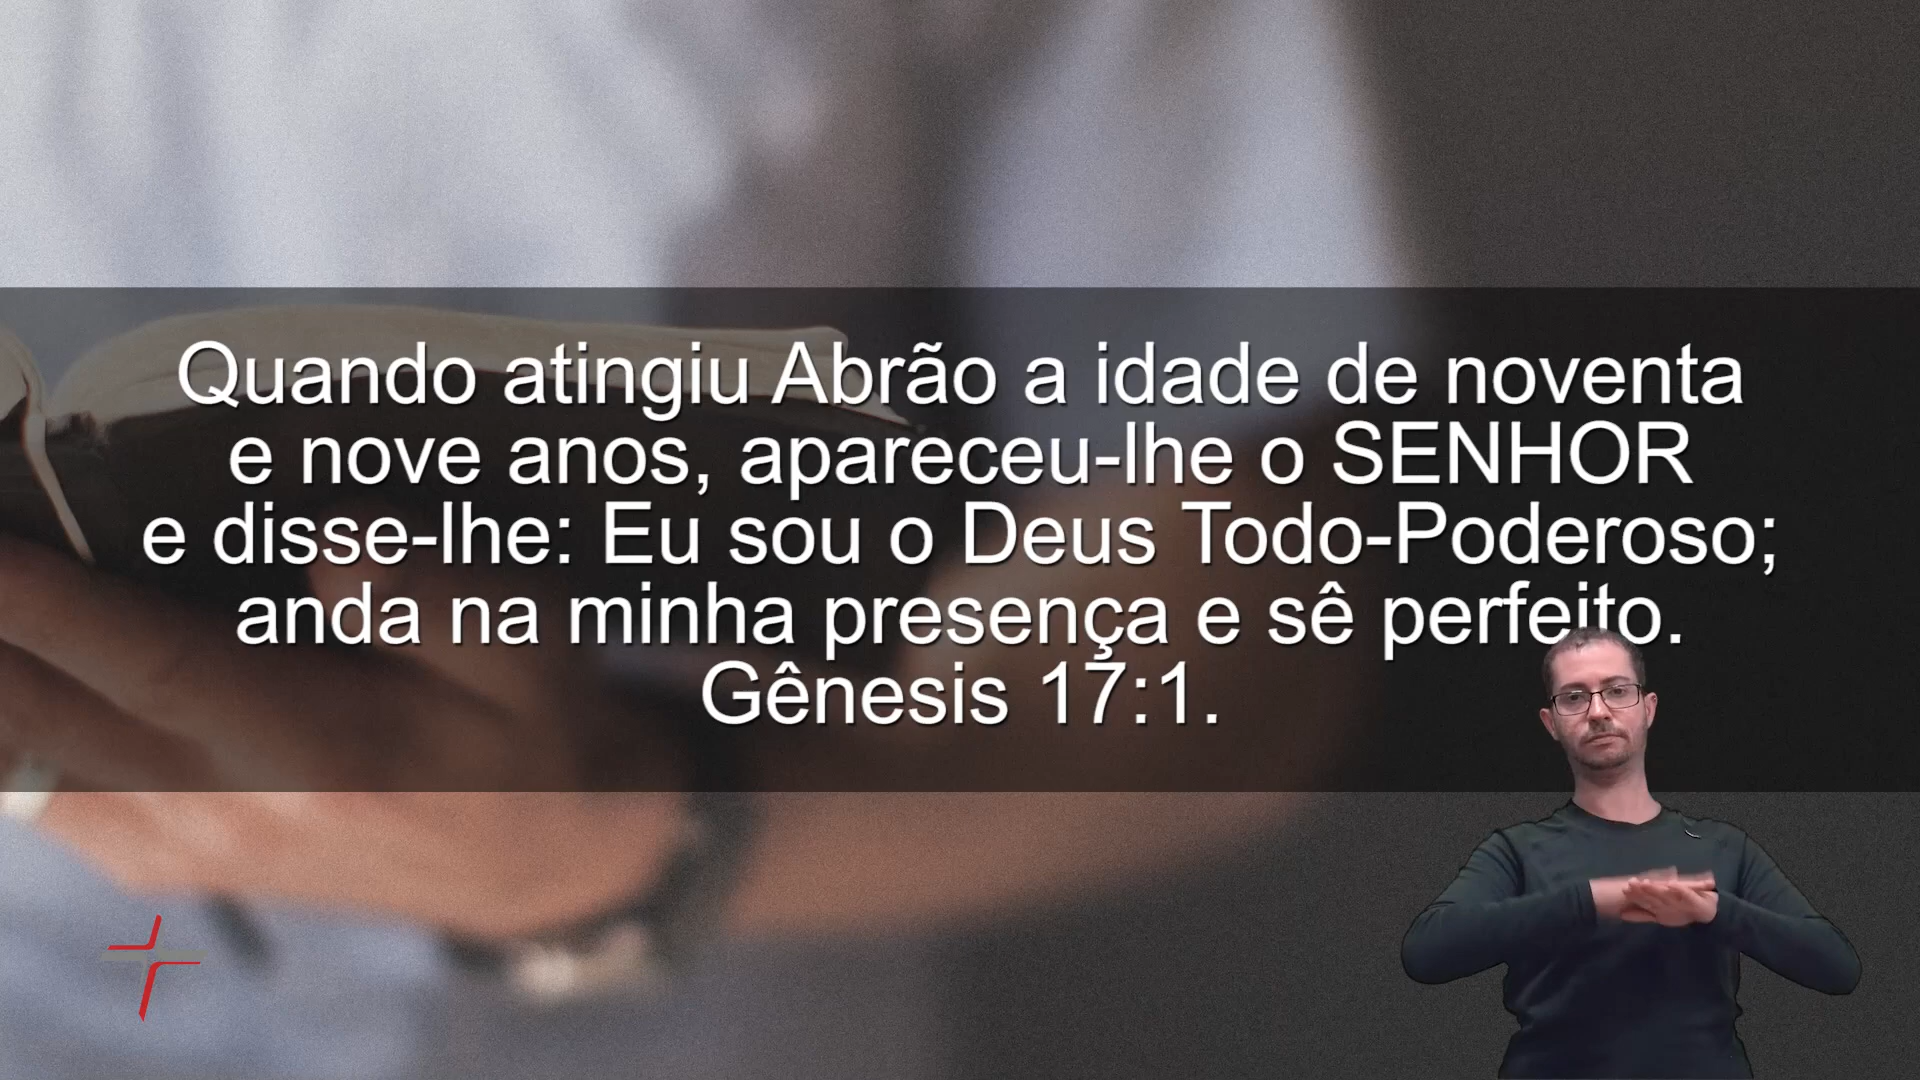 Quando atingiu Abrão a idade de noventa
e nove anos, apareceu-lhe o SENHOR
e disse-lhe: Eu sou o Deus Todo-Poderoso;
anda na minha presença e sê perfeito.
Gênesis 17:1.